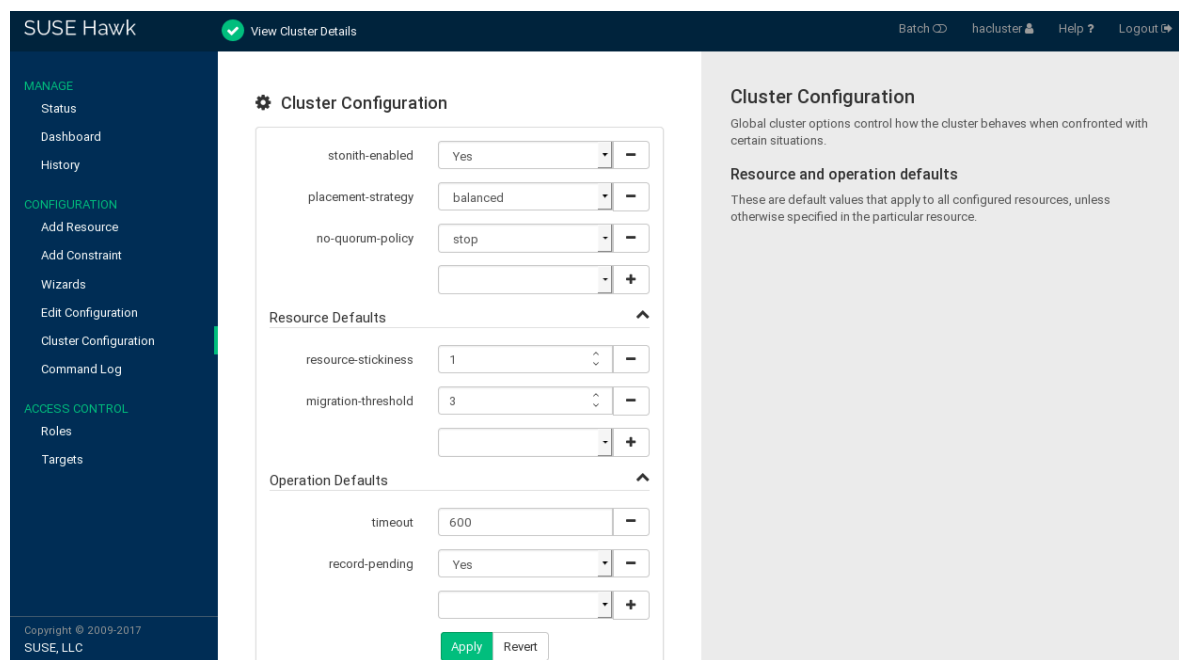 SUSE Hawk
View Cluster Details
Batch
hacluster
Help ?
Logout
MANAGE
Status
Dashboard
History
CONFIGURATION
Add Resource
Add Constraint
Wizards
Edit Configuration
Cluster Configuration
Command Log
ACCESS CONTROL
Roles
Targets
Copyright © 2009-2017
SUSE, LLC
Cluster Configuration
stonith-enabled Yes
placement-strategy balanced
no-quorum-policy stop
Resource Defaults
resource-stickiness 1
migration-threshold 3
Operation Defaults
timeout 600
record-pending Yes
Apply Revert
Cluster Configuration
Global cluster options control how the cluster behaves when confronted with
certain situations.
Resource and operation defaults
These are default values that apply to all configured resources, unless
otherwise specified in the particular resource.